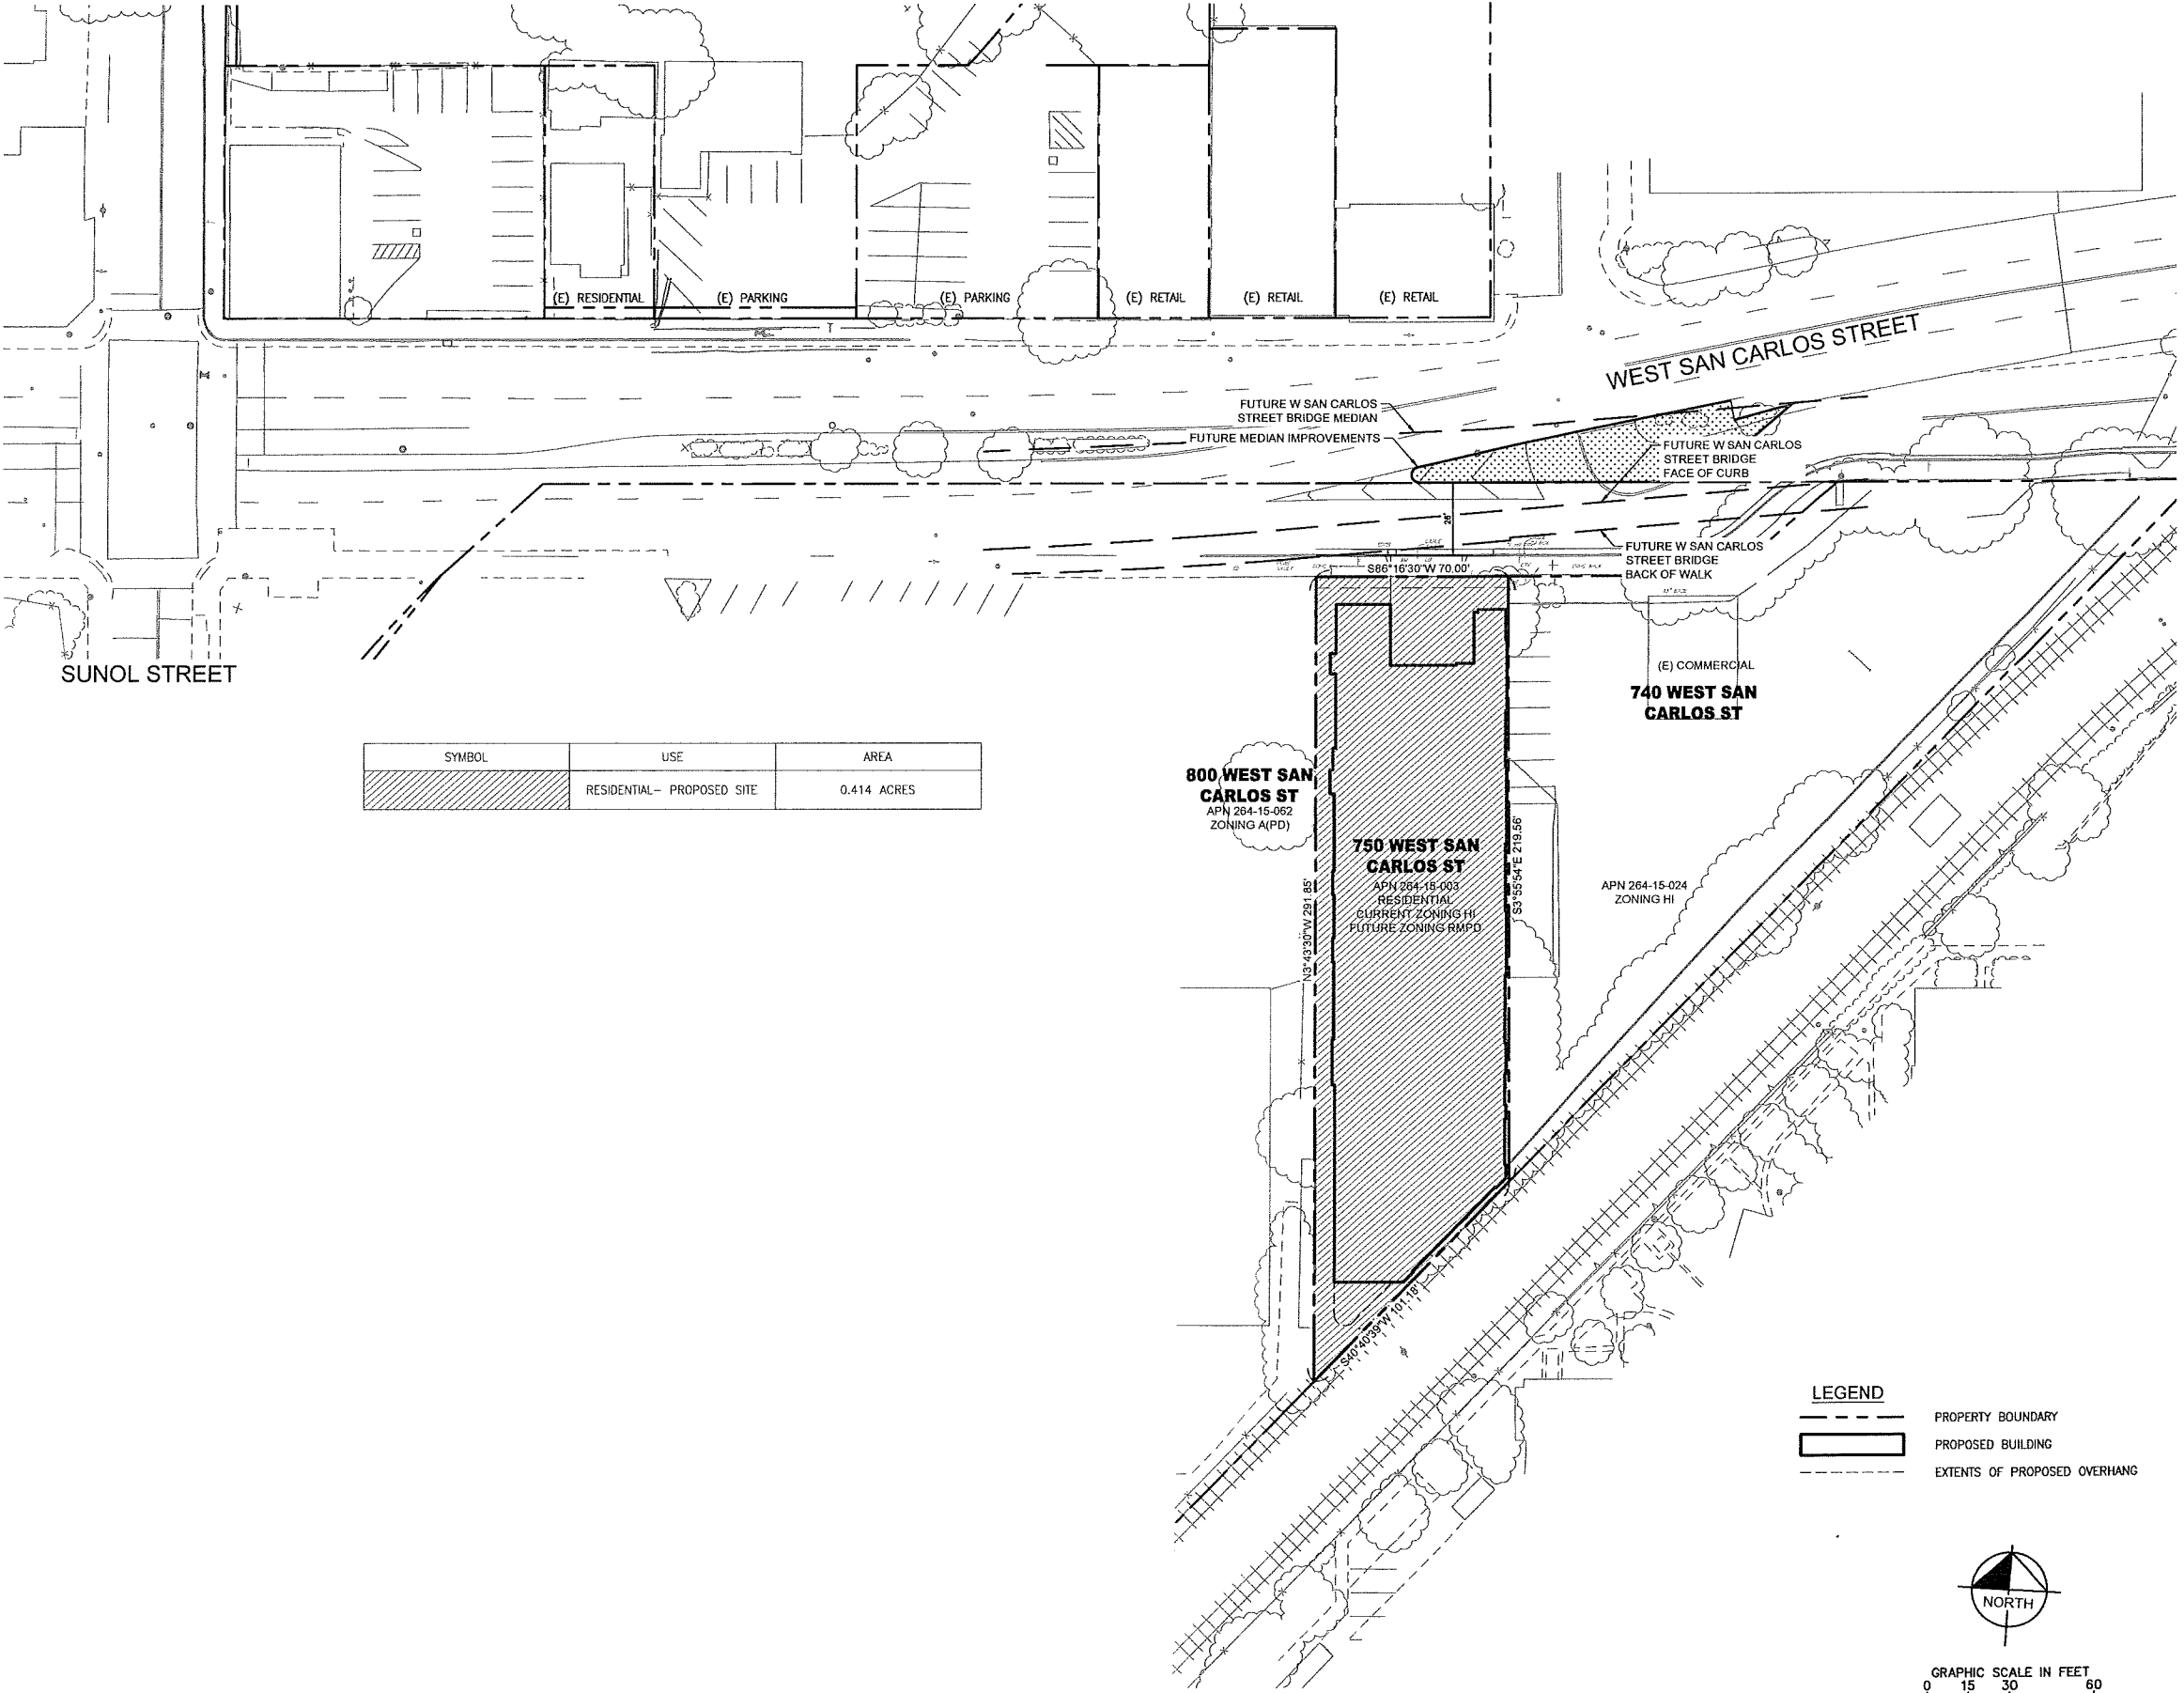 (E) RESIDENTIAL
(E) PARKING
(E) PARKING
(E) RETAIL
(E) RETAIL
(E) RETAIL
T
WEST SAN CARLOS STREET
FUTURE W SAN CARLOS
STREET BRIDGE MEDIAN
FUTURE MEDIAN IMPROVEMENTS
FUTURE W SAN CARLOS
STREET BRIDGE
FACE OF CURB
26'
FUTURE W SAN CARLOS
STREET BRIDGE
BACK OF WALK
S86°16'30"W 70.00'
SUNOL STREET
(E) COMMERCIAL
740 WEST SAN
CARLOS ST
SYMBOL USE AREA
RESIDENTIAL- PROPOSED SITE 0.414 ACRES
800 WEST SAN
CARLOS ST
APN 264-15-062
ZONING A(PD)
750 WEST SAN
CARLOS ST
APN 264-15-003
RESIDENTIAL
CURRENT ZONING HI
FUTURE ZONING RMPD
N3°43'30"W 291.85'
S3°55'54"E 219.56'
APN 264-15-024
ZONING HI
S40°40'39"W 101.18'
LEGEND
PROPERTY BOUNDARY
PROPOSED BUILDING
EXTENTS OF PROPOSED OVERHANG
NORTH
GRAPHIC SCALE IN FEET
0 15 30 60